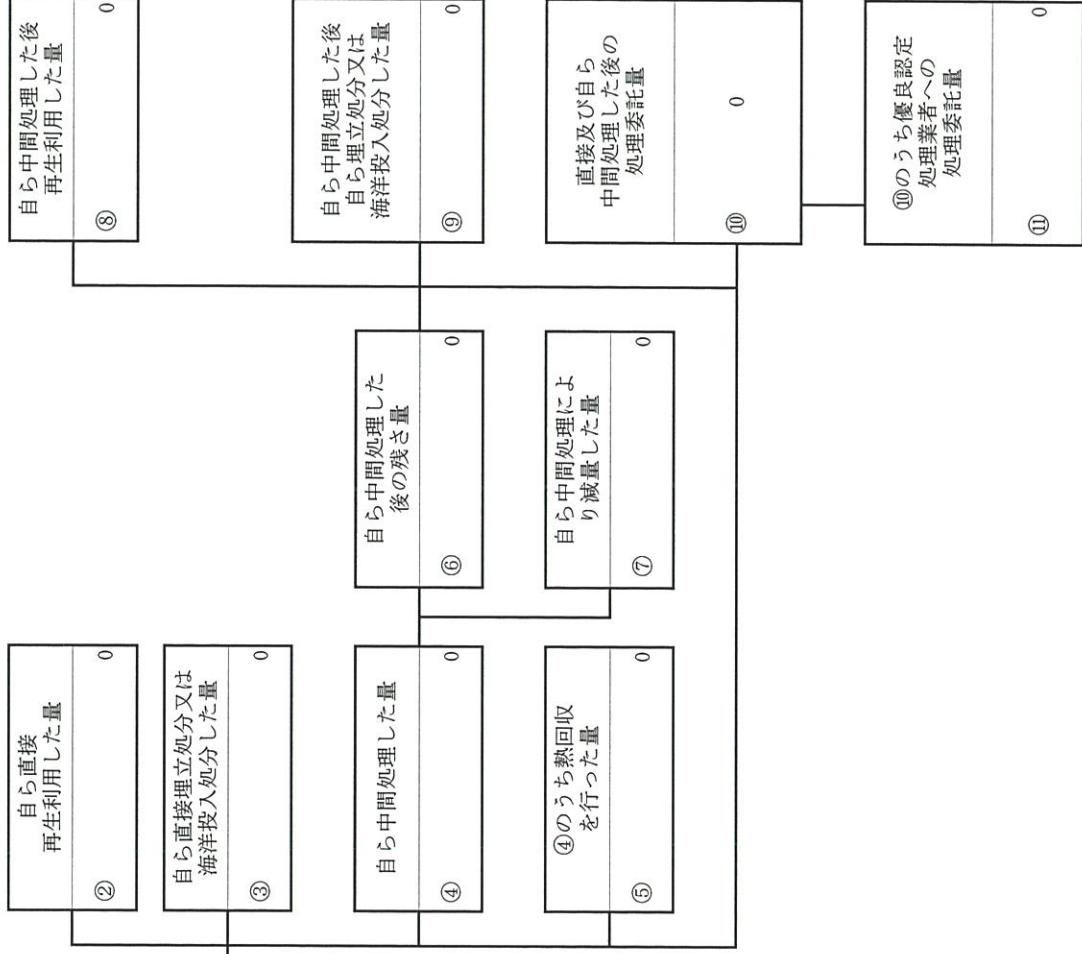 自ら直接
再生利用した量
② 0
自ら直接埋立処分又は
海洋投入処分した量
③ 0
自ら中間処理した量
④ 0
④のうち熱回収
を行った量
⑤ 0
自ら中間処理した
後の残さ量
⑥ 0
自ら中間処理によ
り減量した量
⑦ 0
自ら中間処理した後
再生利用した量
⑧ 0
自ら中間処理した後
自ら埋立処分又は
海洋投入処分した量
⑨ 0
直接及び自ら
中間処理した後の
処理委託量
⑩ 0
⑩のうち優良認定
処理業者への
処理委託量
⑪ 0